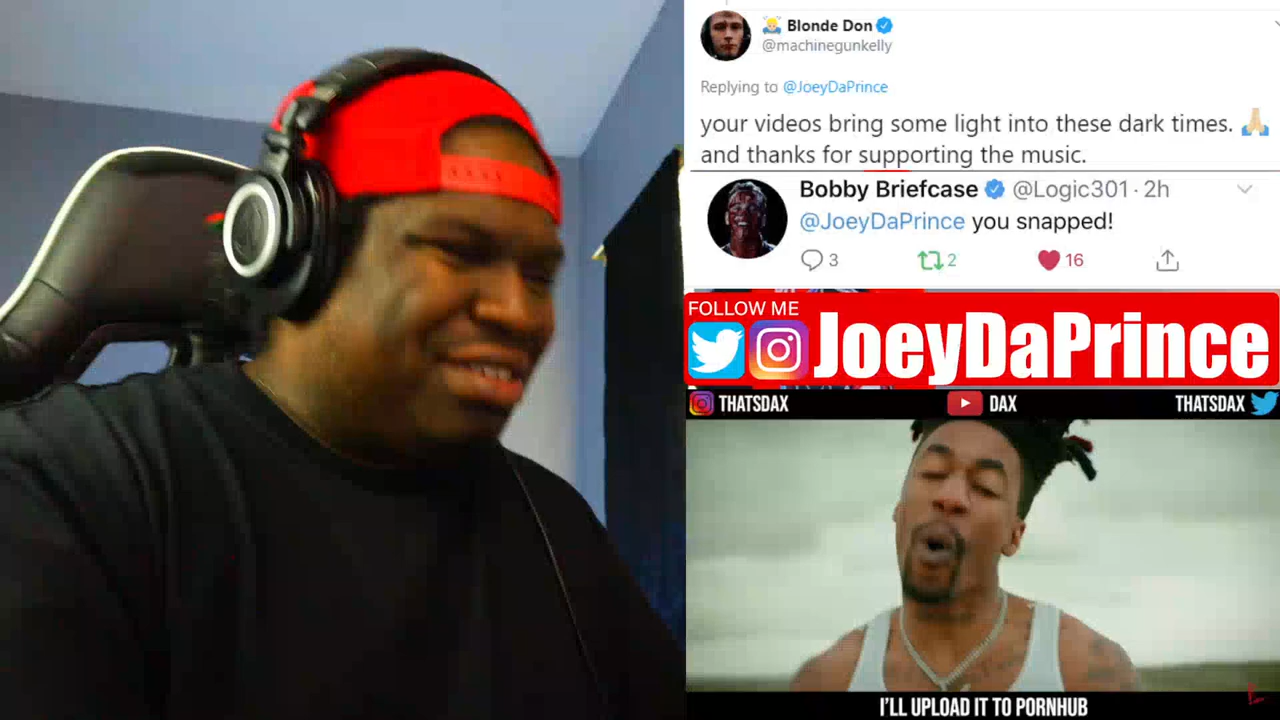 Blonde Don
@machinegunkelly
Replying to @JoeyDaPrince
your videos bring some light into these dark times. 🙏🏼
and thanks for supporting the music.
Bobby Briefcase @Logic301 · 2h
@JoeyDaPrince you snapped!
3 2 16
FOLLOW ME
JoeyDaPrince
THATSDAX DAX THATSDAX
I'LL UPLOAD IT TO PORNHUB